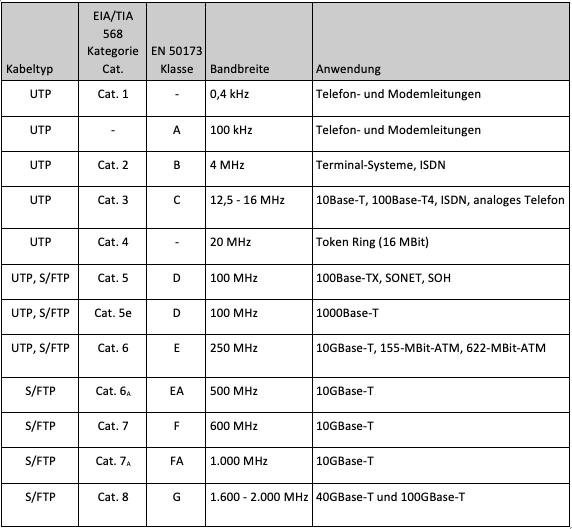 Kabeltyp EIA/TIA 568 Kategorie Cat. EN 50173 Klasse Bandbreite Anwendung
UTP Cat. 1 - 0,4 kHz Telefon- und Modemleitungen
UTP - A 100 kHz Telefon- und Modemleitungen
UTP Cat. 2 B 4 MHz Terminal-Systeme, ISDN
UTP Cat. 3 C 12,5 - 16 MHz 10Base-T, 100Base-T4, ISDN, analoges Telefon
UTP Cat. 4 - 20 MHz Token Ring (16 MBit)
UTP, S/FTP Cat. 5 D 100 MHz 100Base-TX, SONET, SOH
UTP, S/FTP Cat. 5e D 100 MHz 1000Base-T
UTP, S/FTP Cat. 6 E 250 MHz 10GBase-T, 155-MBit-ATM, 622-MBit-ATM
S/FTP Cat. 6A EA 500 MHz 10GBase-T
S/FTP Cat. 7 F 600 MHz 10GBase-T
S/FTP Cat. 7A FA 1.000 MHz 10GBase-T
S/FTP Cat. 8 G 1.600 - 2.000 MHz 40GBase-T und 100GBase-T